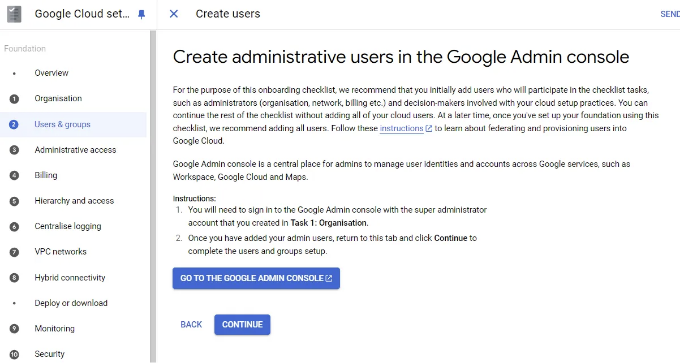 Google Cloud set...
Create users
SEND
Foundation
Overview
1 Organisation
2 Users & groups
3 Administrative access
4 Billing
5 Hierarchy and access
6 Centralise logging
7 VPC networks
8 Hybrid connectivity
Deploy or download
9 Monitoring
10 Security
Create administrative users in the Google Admin console
For the purpose of this onboarding checklist, we recommend that you initially add users who will participate in the checklist tasks,
such as administrators (organisation, network, billing etc.) and decision-makers involved with your cloud setup practices. You can
continue the rest of the checklist without adding all of your cloud users. At a later time, once you've set up your foundation using this
checklist, we recommend adding all users. Follow these instructions to learn about federating and provisioning users into
Google Cloud.
Google Admin console is a central place for admins to manage user identities and accounts across Google services, such as
Workspace, Google Cloud and Maps.
Instructions:
1. You will need to sign in to the Google Admin console with the super administrator
account that you created in Task 1: Organisation.
2. Once you have added your admin users, return to this tab and click Continue to
complete the users and groups setup.
GO TO THE GOOGLE ADMIN CONSOLE
BACK
CONTINUE